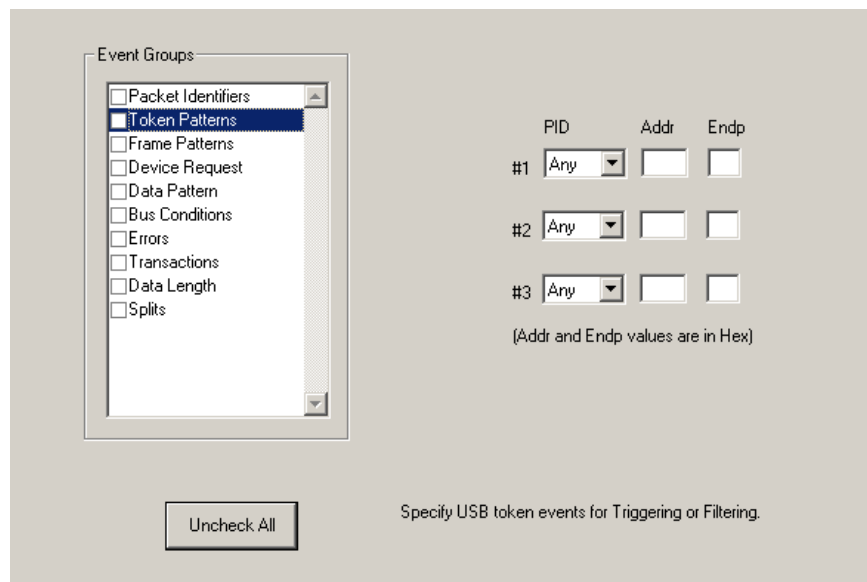 Event Groups
Packet Identifiers
Token Patterns
Frame Patterns
Device Request
Data Pattern
Bus Conditions
Errors
Transactions
Data Length
Splits
PID Addr Endp
#1 Any
#2 Any
#3 Any
(Addr and Endp values are in Hex)
Uncheck All
Specify USB token events for Triggering or Filtering.